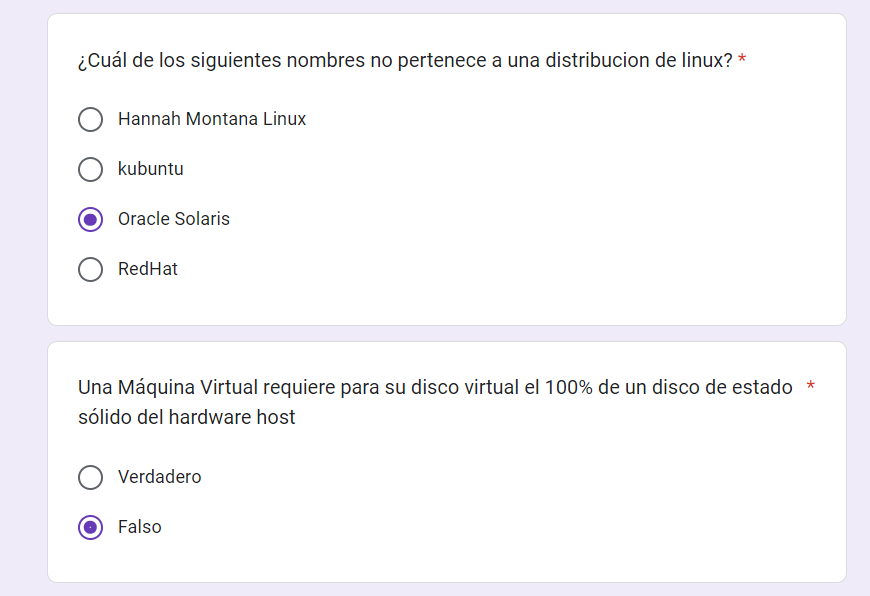 ¿Cuál de los siguientes nombres no pertenece a una distribucion de linux? *
Hannah Montana Linux
kubuntu
Oracle Solaris
RedHat
Una Máquina Virtual requiere para su disco virtual el 100% de un disco de estado *
sólido del hardware host
Verdadero
Falso